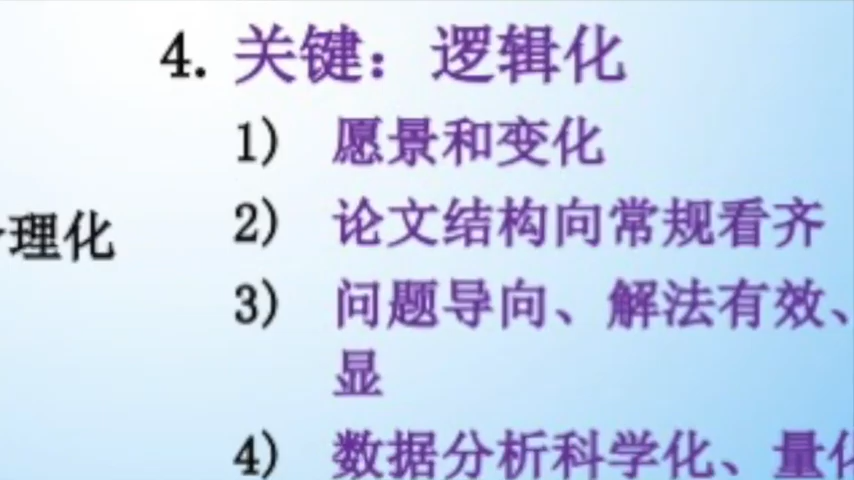 4. 关键：逻辑化
1) 愿景和变化
2) 论文结构向常规看齐
理化
3) 问题导向、解法有效、
显
4) 数据分析科学化、量